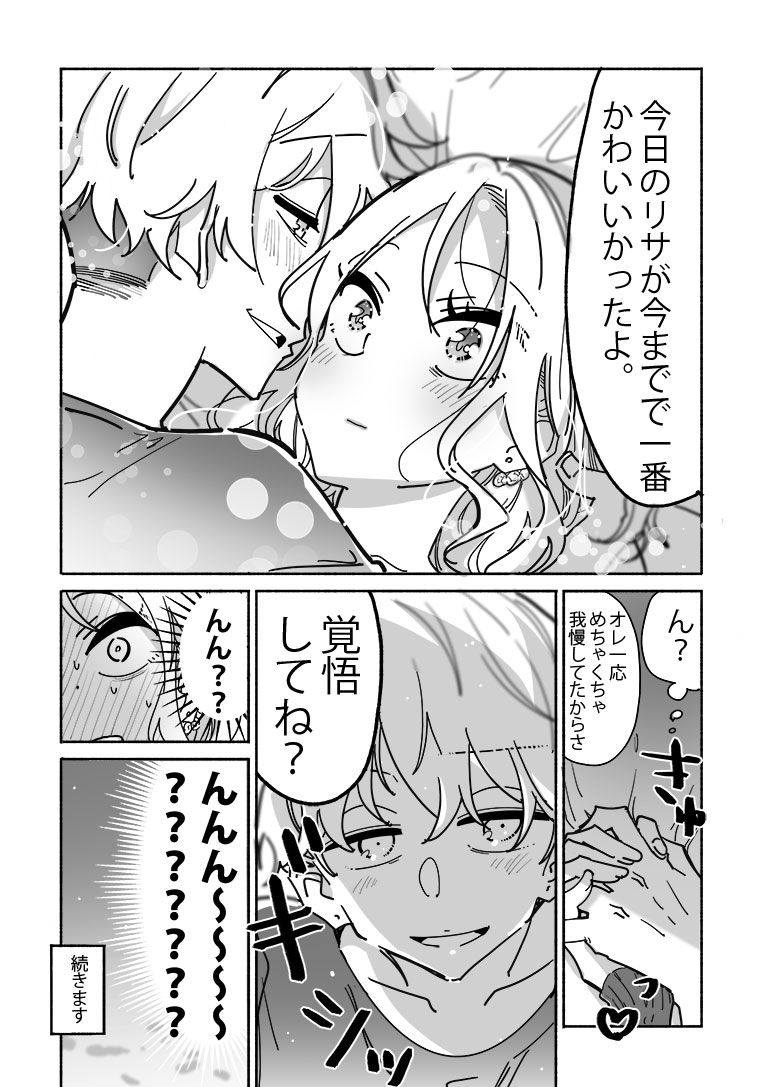 今日のリサが今までで一番
かわいいかったよ。
ん?
オレ一応
めちゃくちゃ
我慢してたからさ
きゅ
覚悟
してね?
ギシッ
んん??
んんん〜〜〜〜
????????
続きます